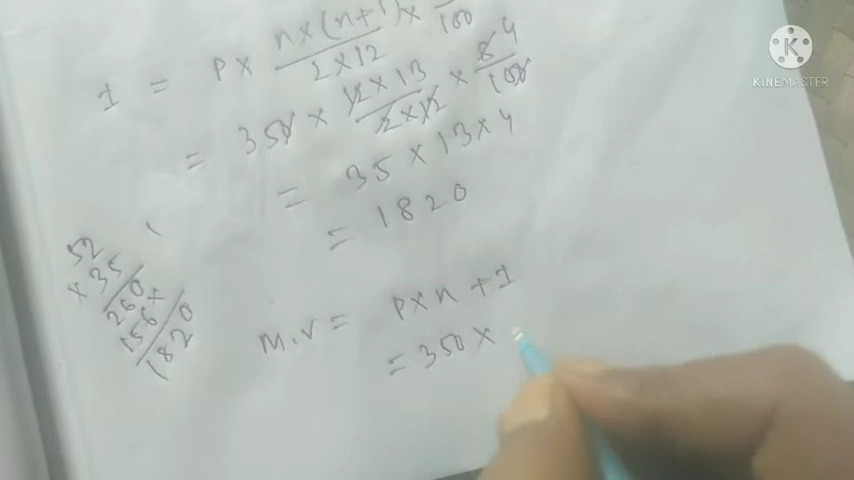 I = P × n×(n+1)/2×12 × /100
= 350 × 12×13/2×12 × 8 4/100
= 35 × 13 × 4
= 1820
52
×35
260
156×
1820
M.V = P×n + I
= 350 ×
KINEMASTER